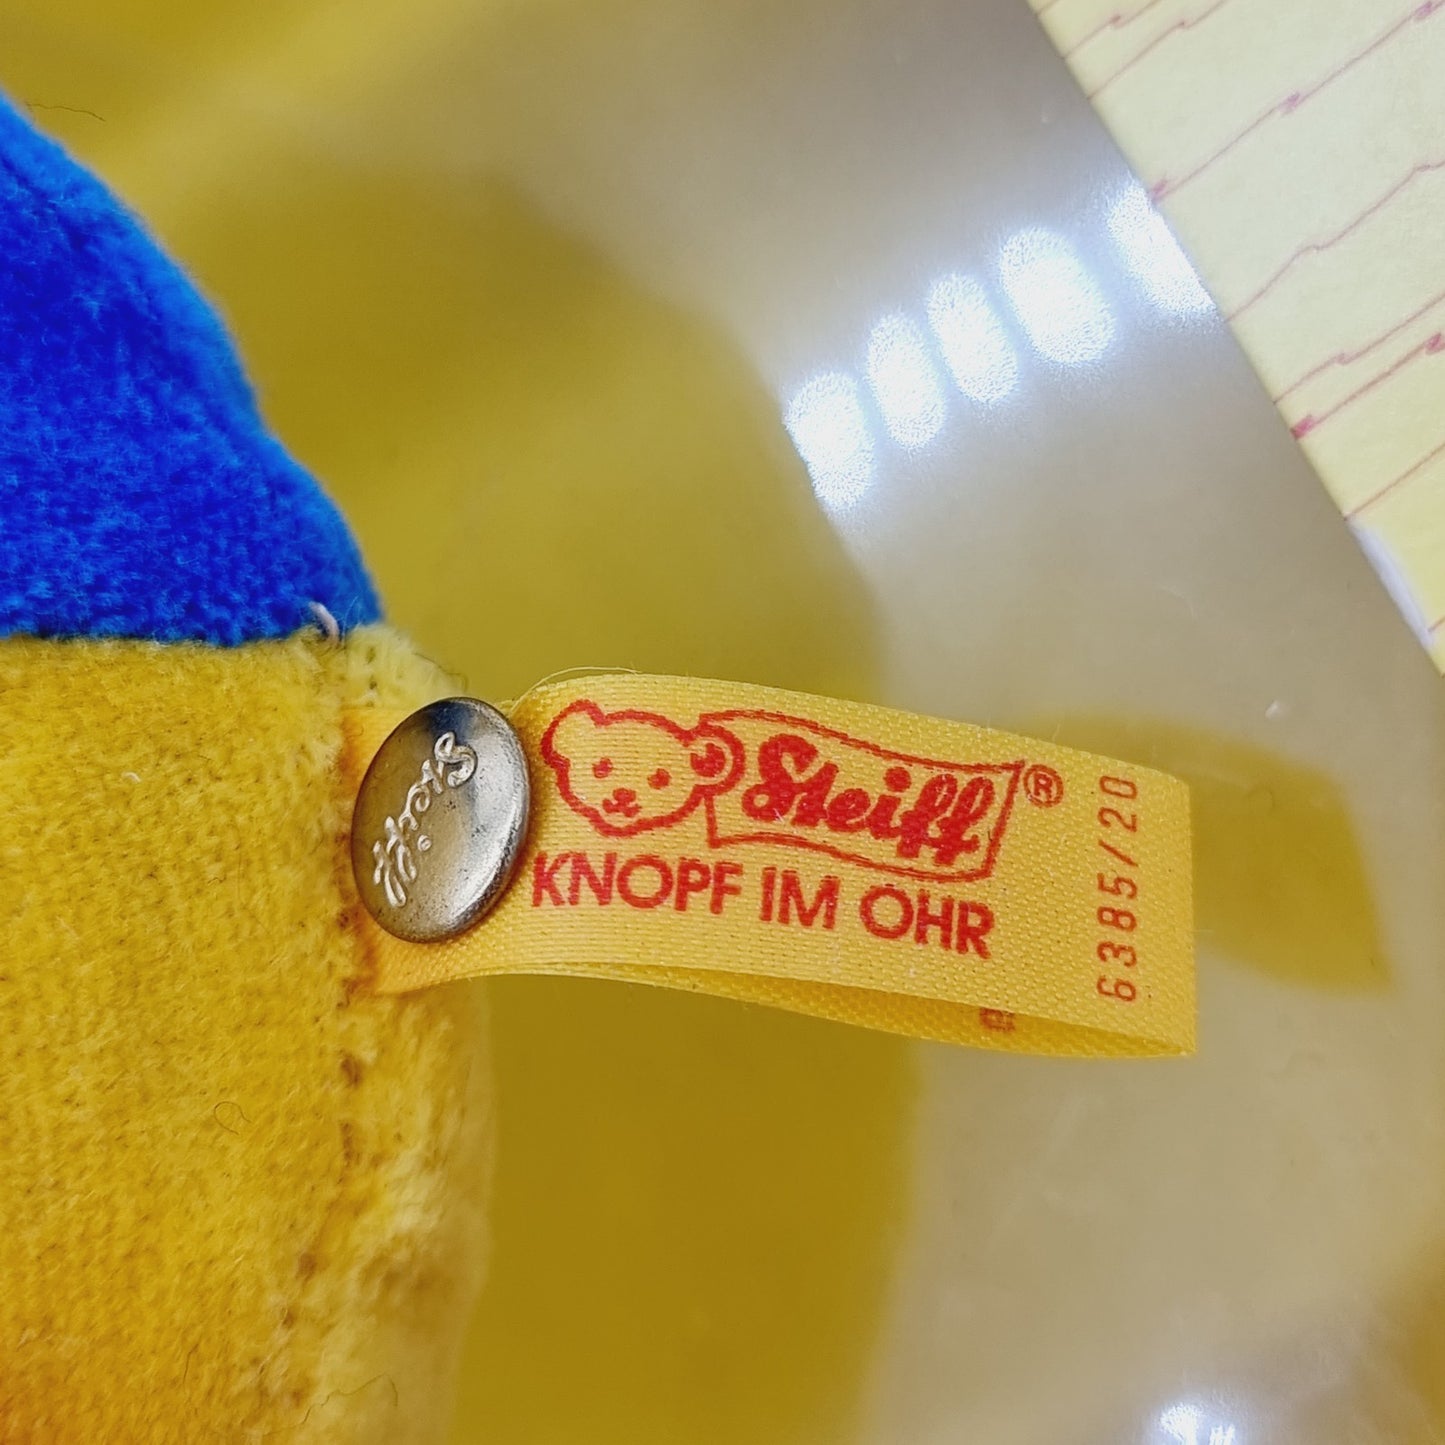 Steiff
Steiff®
KNOPF IM OHR
6385/20